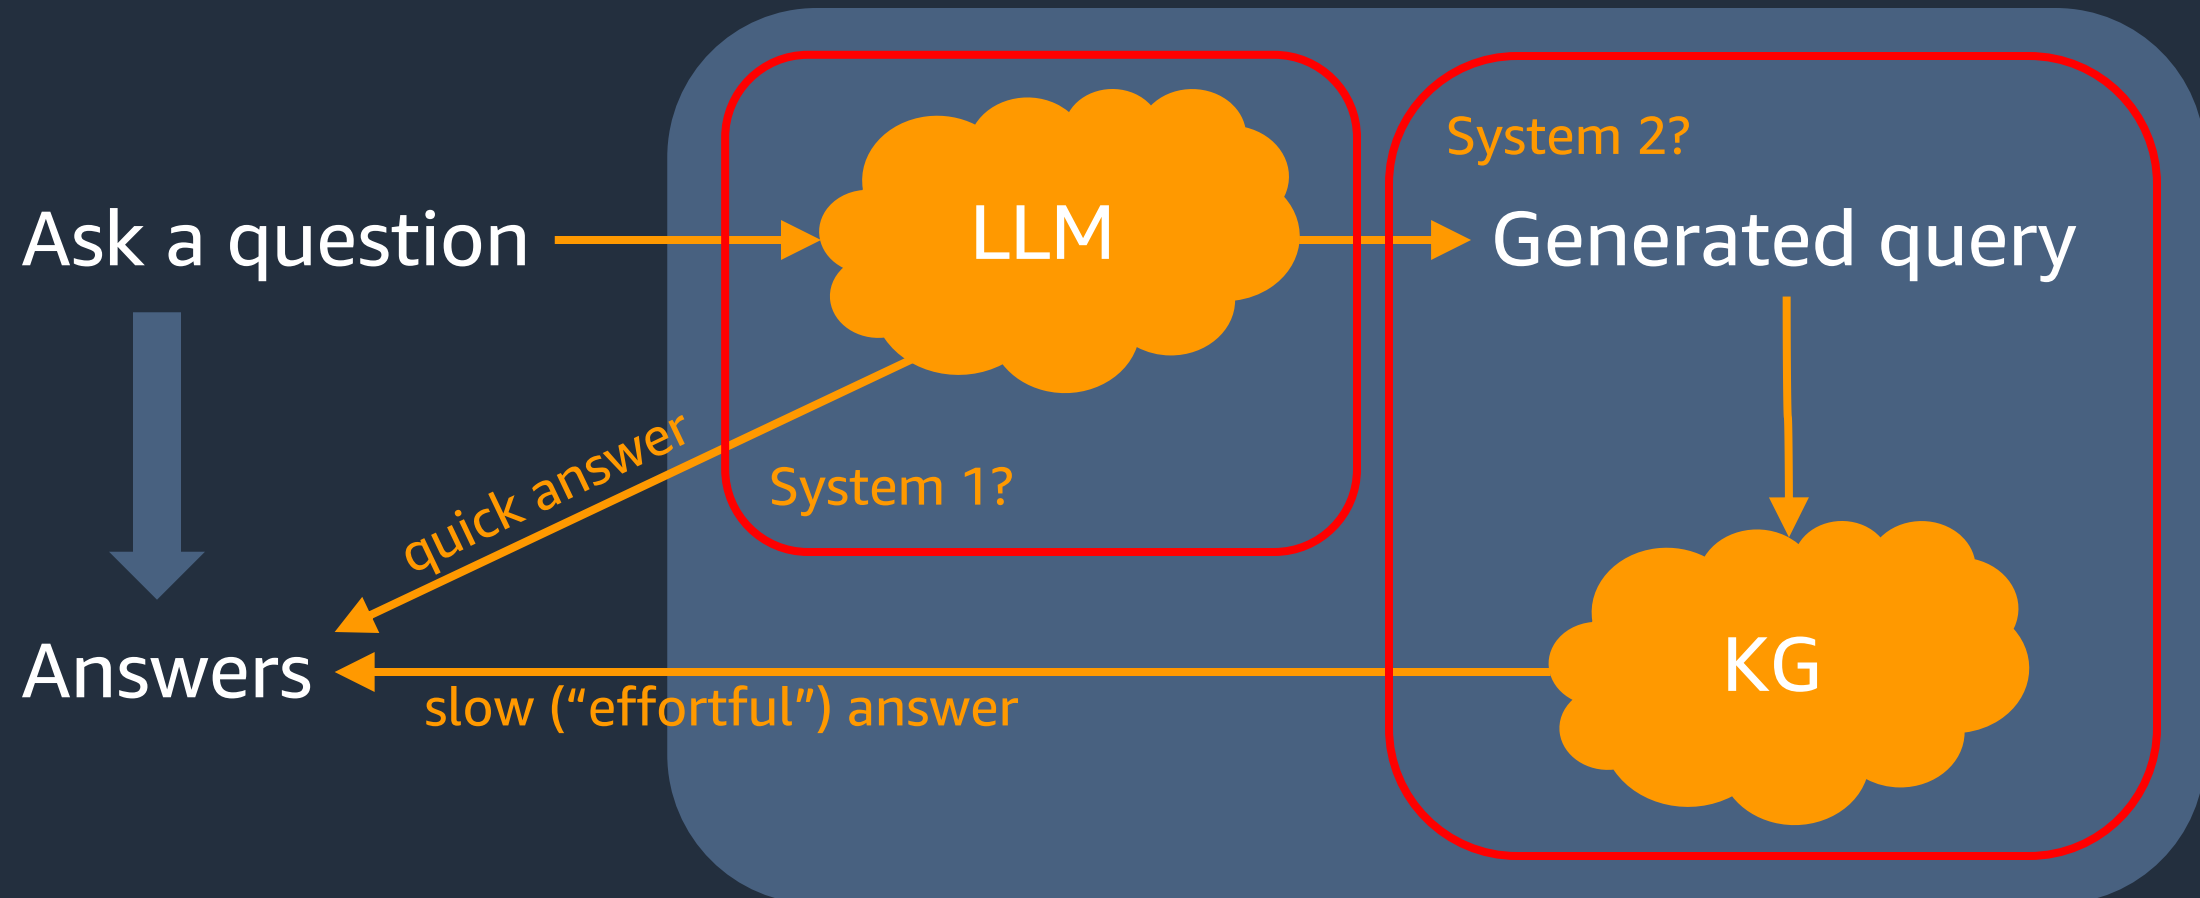 System 2?
Ask a question
LLM
Generated query
quick answer
System 1?
Answers
KG
slow (“effortful”) answer